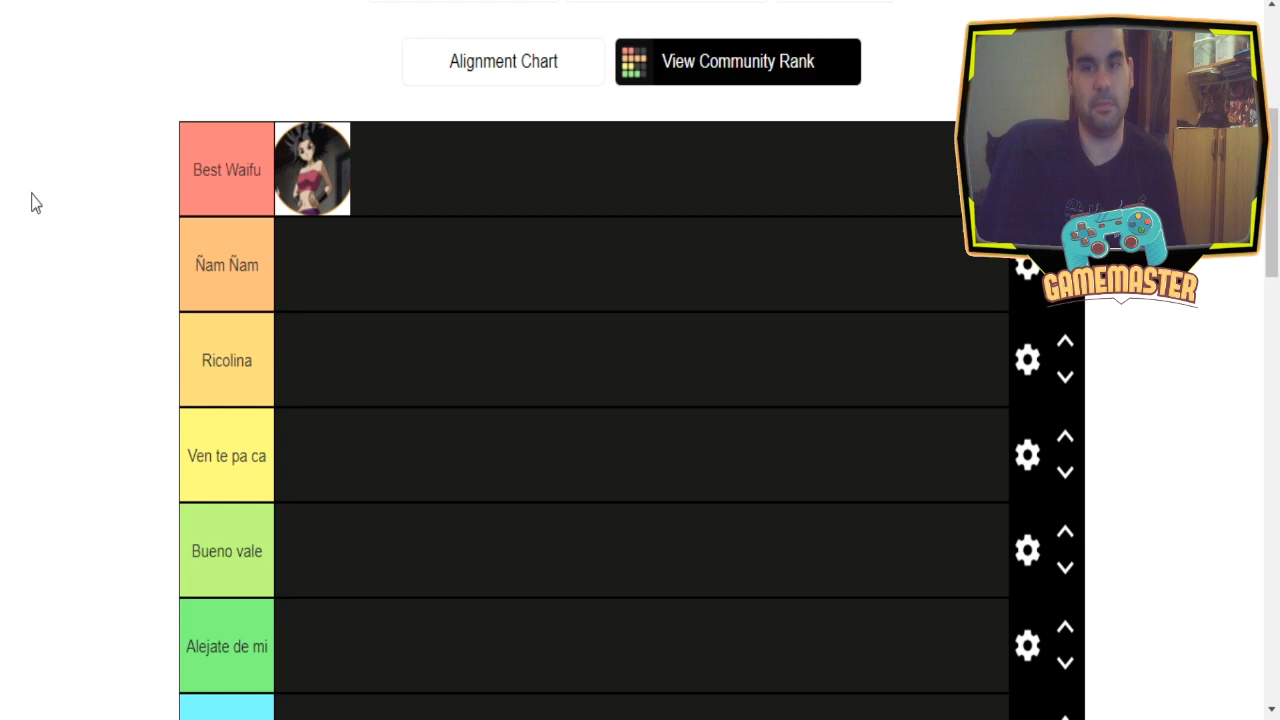 Alignment Chart
View Community Rank
Best Waifu
Ñam Ñam
Ricolina
Ven te pa ca
Bueno vale
Alejate de mi
GAMEMASTER